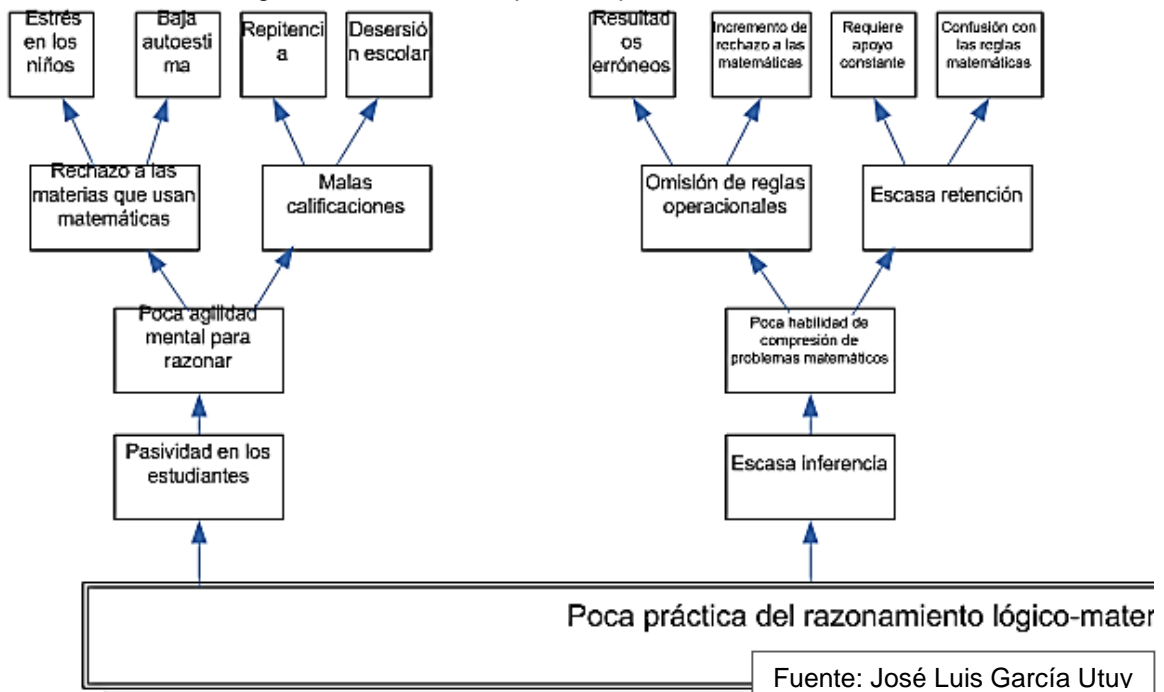 Estrés
en los
niños
Baja
autoesti
ma
Repitenci
a
Deserció
n escolar
Resultad
os
erróneos
Incremento de
rechazo a las
matemáticas
Requiere
apoyo
constante
Confusión con
las reglas
matemáticas
Rechazo a las
materias que usan
matemáticas
Malas
calificaciones
Omisión de reglas
operacionales
Escasa retención
Poca agilidad
mental para
razonar
Poca habilidad de
compresión de
problemas matemáticos
Pasividad en los
estudiantes
Escasa inferencia
Poca práctica del razonamiento lógico-mater
Fuente: José Luis García Utuy